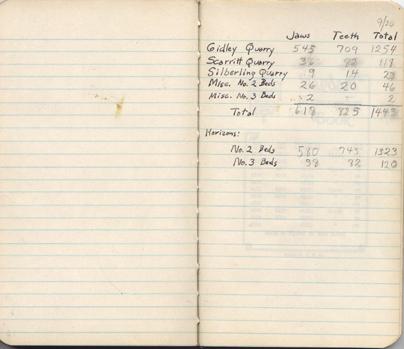 9/20
Jaws Teeth Total
Gidley Quarry 545 709 1254
Scarritt Quarry 36 82 118
Silberling Quarry 9 14 23
Misc. No. 2 Beds 26 20 46
Misc. No. 3 Beds 2 2
Total 618 825 1443
Horizons:
No. 2 Beds 580 743 1323
No. 3 Beds 38 82 120